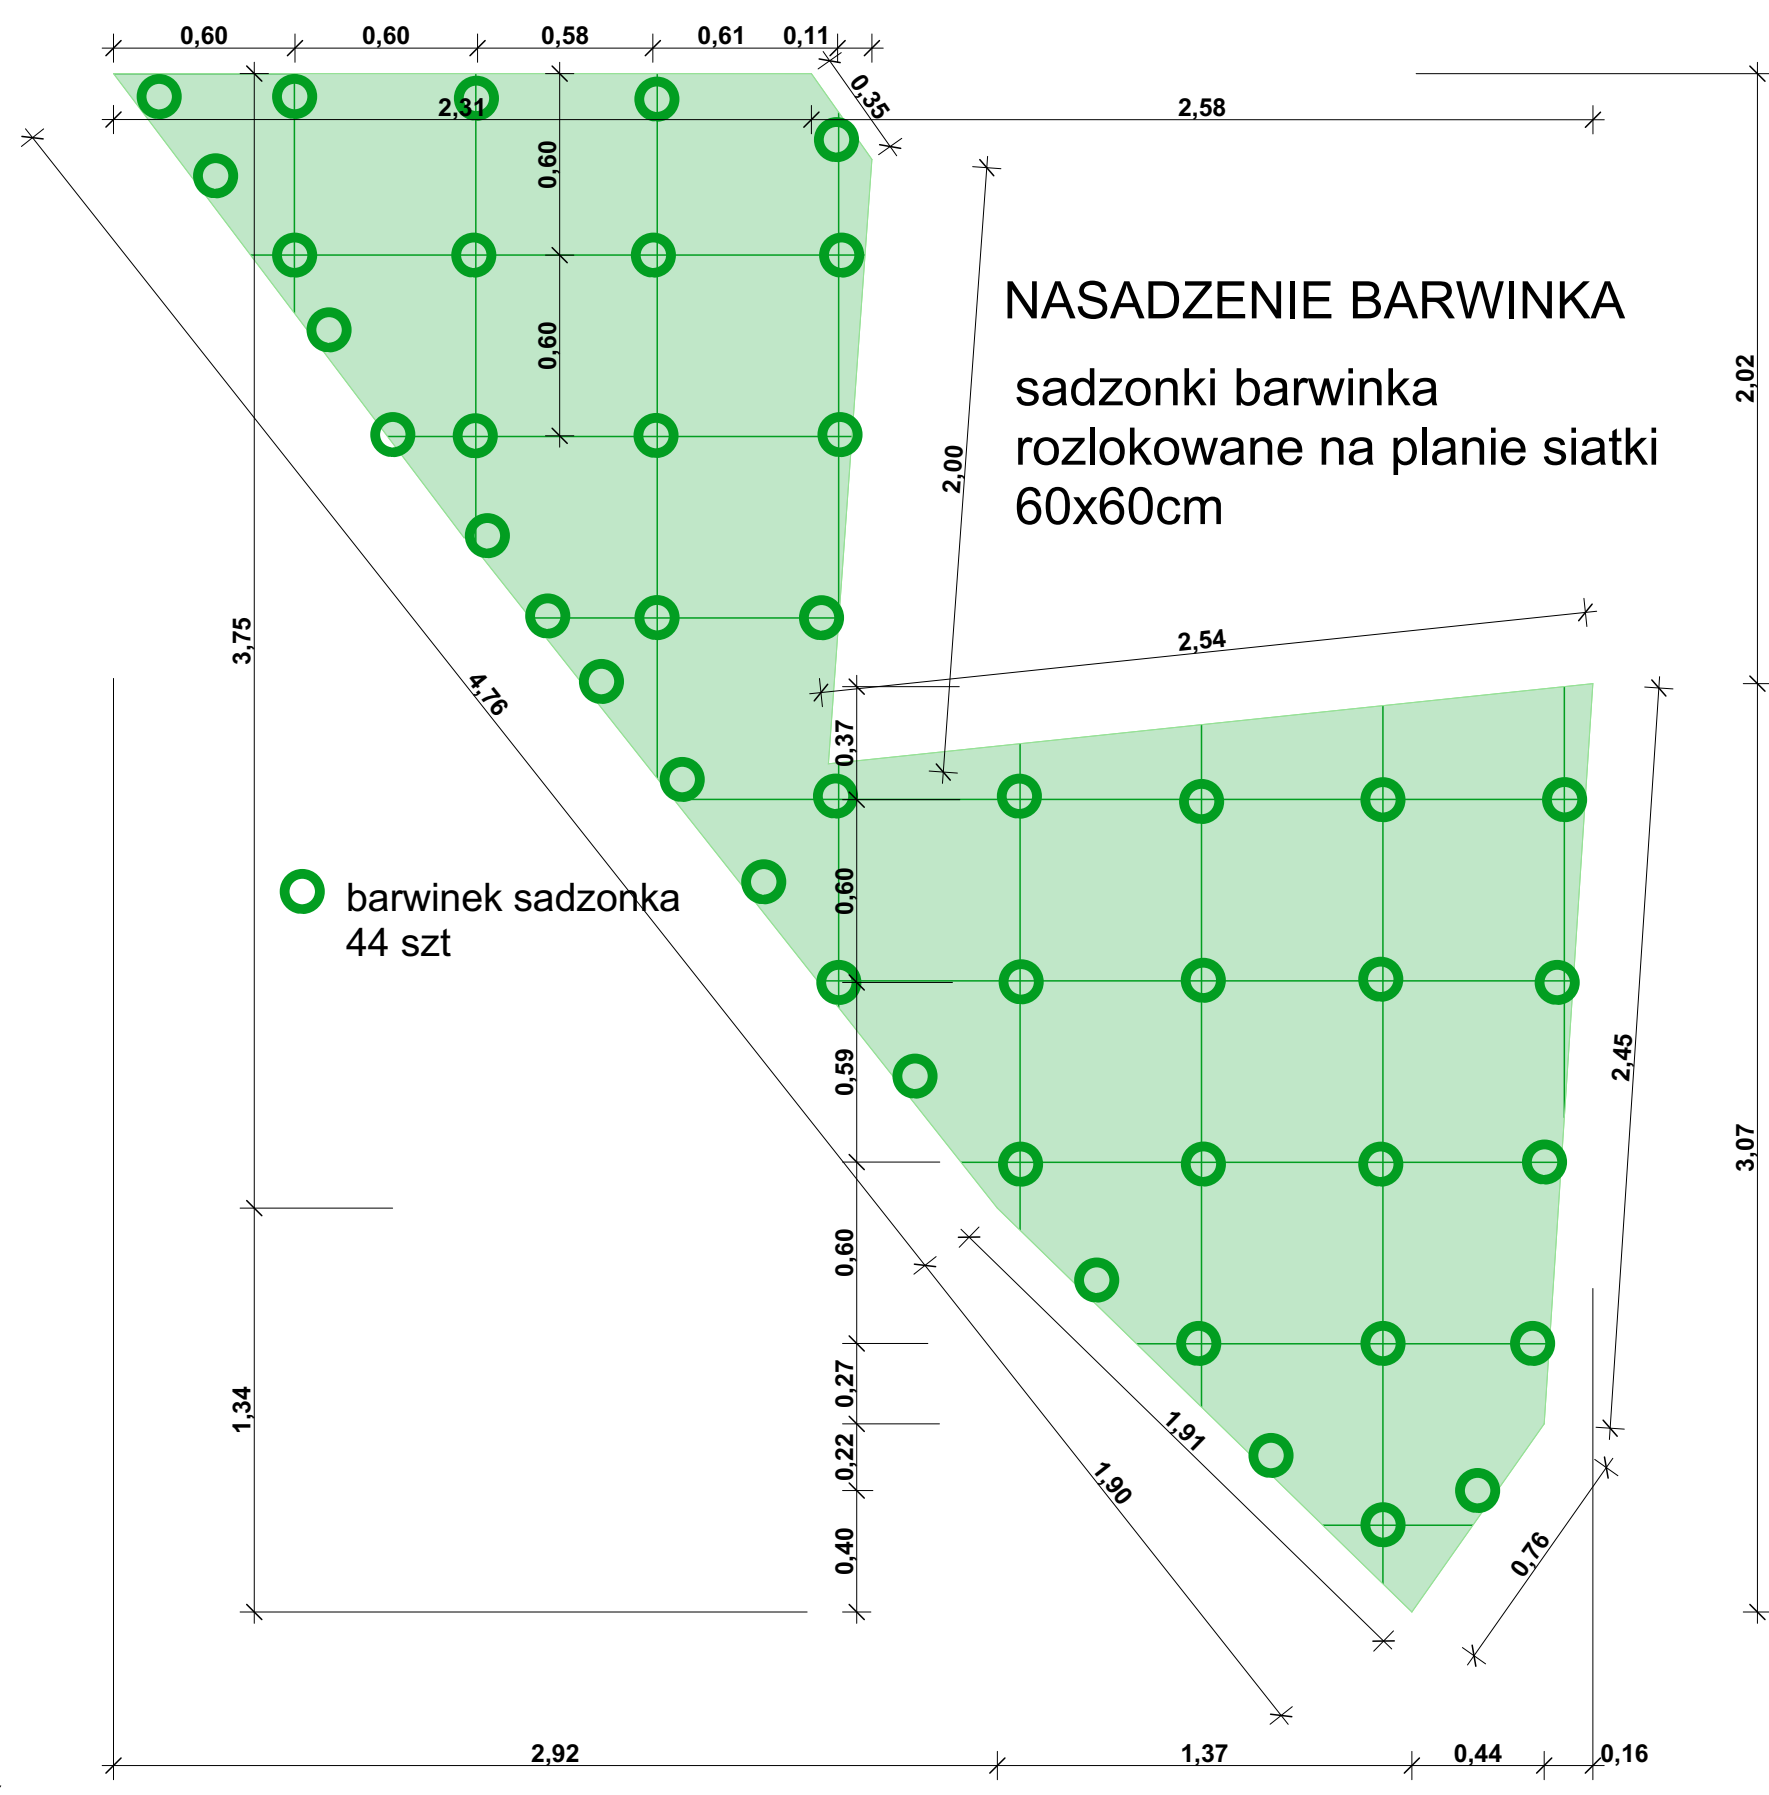 0,60 0,60 0,58 0,61 0,11
0,35
2,31 2,58
0,60
0,60
2,00
2,02
NASADZENIE BARWINKA
sadzonki barwinka
rozlokowane na planie siatki
60x60cm
3,75
4,76
2,54
0,37
barwinek sadzonka
44 szt
0,60
0,59
2,45
3,07
0,60
0,27
1,34
0,22
1,91
1,90
0,40
0,76
2,92 1,37 0,44 0,16